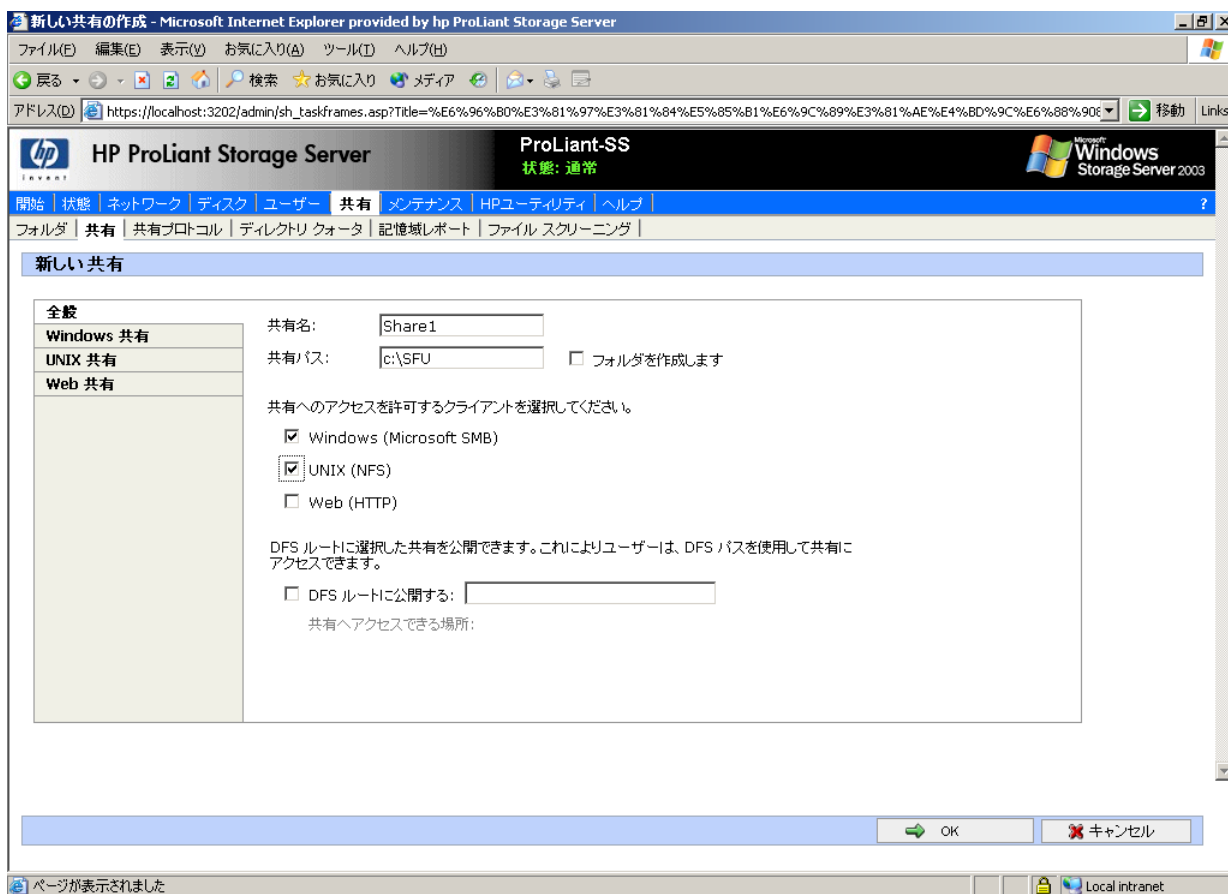 新しい共有の作成 - Microsoft Internet Explorer provided by hp ProLiant Storage Server
ファイル(F) 編集(E) 表示(V) お気に入り(A) ツール(T) ヘルプ(H)
戻る 検索 お気に入り メディア
アドレス(D) https://localhost:3202/admin/sh_taskframes.asp?Title=%E6%96%B0%E3%81%97%E3%81%84%E5%85%B1%E6%9C%89%E3%81%AE%E4%BD%9C%E6%88%90& 移動 Links
hp invent HP ProLiant Storage Server
ProLiant-SS
状態: 通常
Microsoft Windows Storage Server 2003
開始 状態 ネットワーク ディスク ユーザー 共有 メンテナンス HPユーティリティ ヘルプ ?
フォルダ 共有 共有プロトコル ディレクトリ クォータ 記憶域レポート ファイル スクリーニング
新しい 共有
全般
Windows 共有
UNIX 共有
Web 共有
共有名: Share1
共有パス: c:\SFU フォルダを作成します
共有へのアクセスを許可するクライアントを選択してください。
Windows (Microsoft SMB)
UNIX (NFS)
Web (HTTP)
DFS ルートに選択した共有を公開できます。これによりユーザーは、DFS パスを使用して共有に
アクセスできます。
DFS ルートに公開する:
共有へアクセスできる場所:
OK キャンセル
ページが表示されました Local intranet